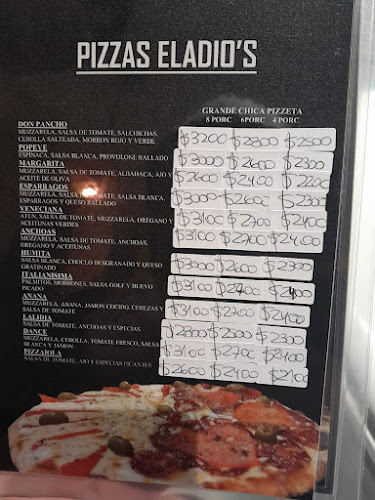 PIZZAS ELADIO'S
GRANDE CHICA PIZZETA
8 PORC 6PORC 4 PORC
DON PANCHO
MUZZARELA, SALSA DE TOMATE, SALCHICHAS,
CEBOLLA SALTEADA, MORRON ROJO Y VERDE
$3200 $2800 $2500
POPEYE
ESPINACA, SALSA BLANCA, PROVOLONE RALLADO
$3000 $2600 $2300
MARGARITA
MUZZARELA, SALSA DE TOMATE, ALBAHACA, AJO Y
ACEITE DE OLIVA
$2600 $2400 $2200
ESPARRAGOS
MUZZARELA, SALSA DE TOMATE, SALSA BLANCA,
ESPARRAGOS Y QUESO RALLADO
$3000 $2600 $2300
VENECIANA
ATUN, SALSA DE TOMATE, MUZZARELA, OREGANO Y
ACEITUNAS VERDES
$3100 $2700 $2400
ANCHOAS
MUZZARELA, SALSA DE TOMATE, ANCHOAS,
OREGANO Y ACEITUNAS
$3100 $2700 $2400
HUMITA
SALSA BLANCA, CHOCLO DESGRANADO Y QUESO
GRATINADO
$3000 $2600 $2300
ITALIANISIMA
PALMITOS, MORRONES, SALSA GOLF Y HUEVO
PICADO
$3100 $2700 $2400
ANANA
MUZZARELA, ANANA, JAMON COCIDO, CEREZAS Y
SALSA DE TOMATE
$3100 $2700 $2400
LALIDIA
SALSA DE TOMATE, ANCHOAS Y ESPECIAS
$2800 $2500 $2300
DANCE
MUZZARELA, CEBOLLA, TOMATE FRESCO, SALSA
BLANCA Y JAMON
$3100 $2700 $2400
PIZZAIOLA
SALSA DE TOMATE, AJO Y ESPECIAS PICANTES
$2600 $2400 $2100